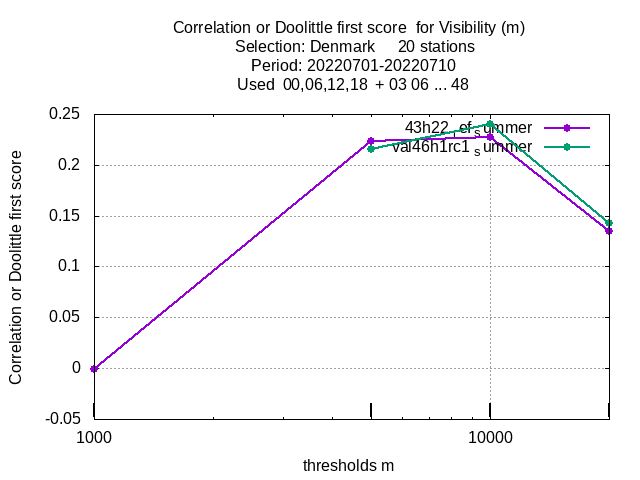 Correlation or Doolittle first score  for Visibility (m)
Selection: Denmark     20 stations
Period: 20220701-20220710
Used  00,06,12,18  + 03 06 ... 48
0.25
0.2
0.15
0.1
0.05
0
-0.05
1000
10000
Correlation or Doolittle first score
thresholds m
43h22ref_summer
val46h1rc1_summer